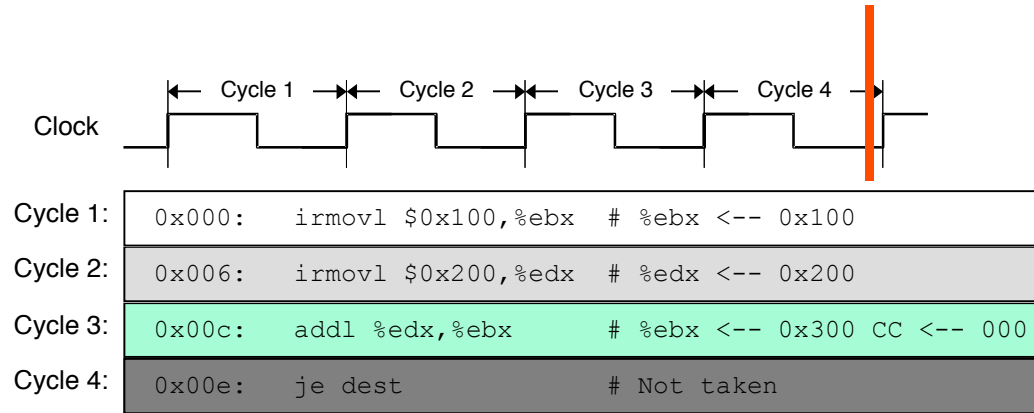 Cycle 1 Cycle 2 Cycle 3 Cycle 4
Clock
Cycle 1: 0x000: irmovl $0x100,%ebx # %ebx <-- 0x100
Cycle 2: 0x006: irmovl $0x200,%edx # %edx <-- 0x200
Cycle 3: 0x00c: addl %edx,%ebx # %ebx <-- 0x300 CC <-- 000
Cycle 4: 0x00e: je dest # Not taken